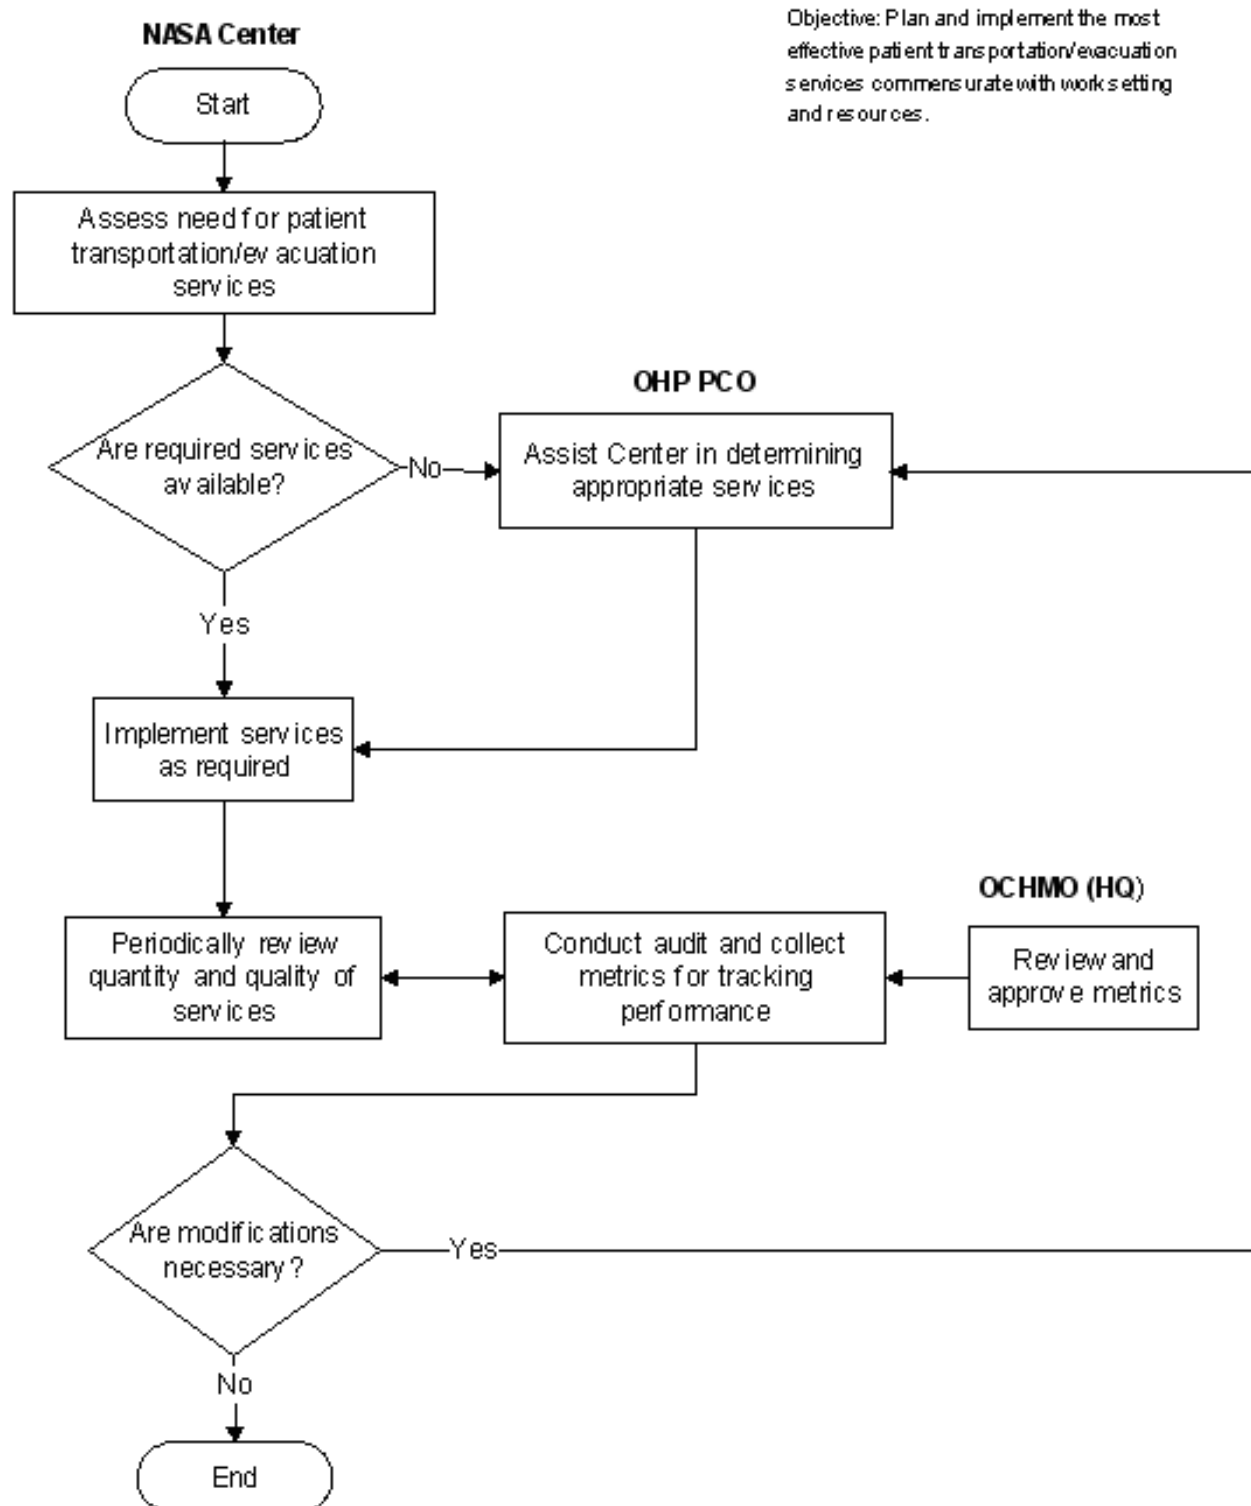 NASA Center
Objective: Plan and implement the most
effective patient transportation/evacuation
services commensurate with work setting
and resources.
Start
Assess need for patient
transportation/evacuation
services
OHP PCO
Are required services
available?
No
Assist Center in determining
appropriate services
Yes
Implement services
as required
OCHMO (HQ)
Periodically review
quantity and quality of
services
Conduct audit and collect
metrics for tracking
performance
Review and
approve metrics
Are modifications
necessary?
Yes
No
End